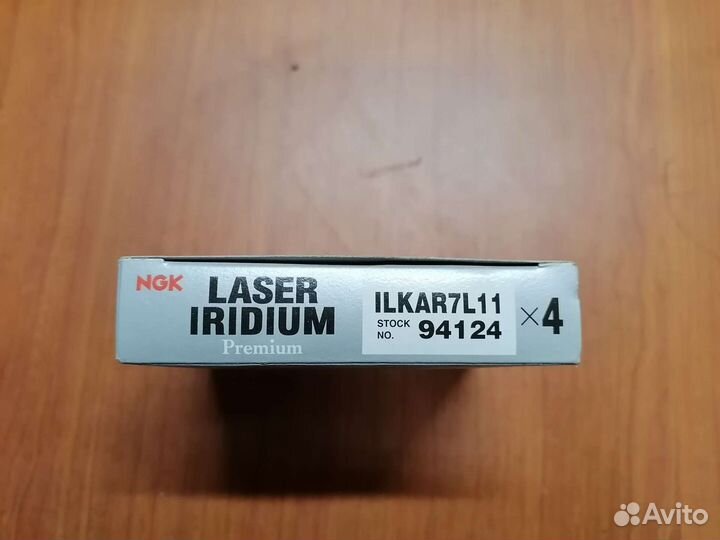 NGK
LASER
IRIDIUM
Premium
ILKAR7L11
STOCK NO. 94124
×4
Avito